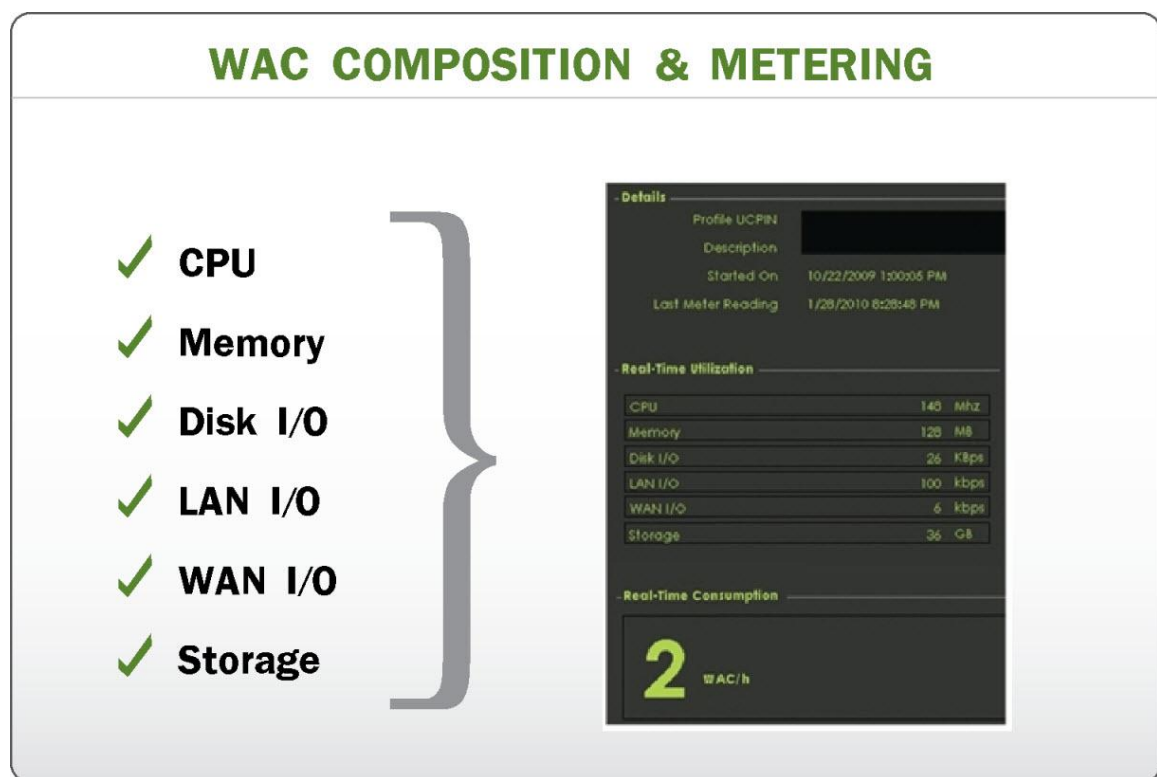 WAC COMPOSITION & METERING
CPU
Memory
Disk I/O
LAN I/O
WAN I/O
Storage
Details
Profile UCPIN
Description
Started On 10/22/2009 1:00:05 PM
Last Meter Reading 1/28/2010 8:28:48 PM
Real-Time Utilization
CPU 148 Mhz
Memory 128 MB
Disk I/O 26 KBps
LAN I/O 100 kbps
WAN I/O 6 kbps
Storage 36 GB
Real-Time Consumption
2 WAC/h